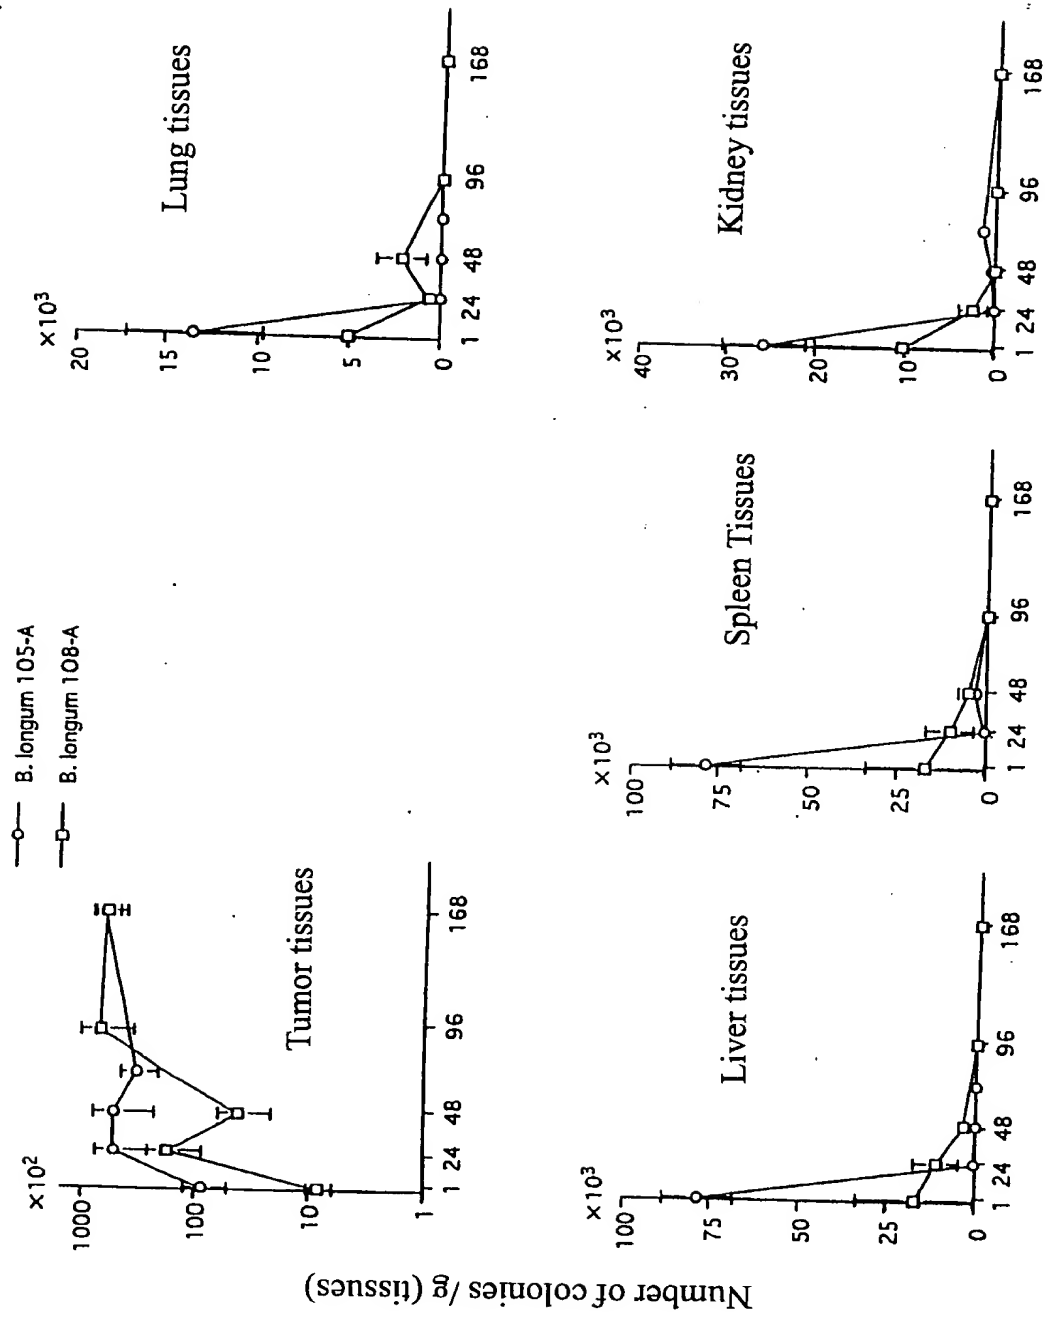 B. longum 105-A
B. longum 108-A
Number of colonies/g (tissues)
×10²
1000
100
10
1
1 24 48 96 168
Tumor tissues
×10³
20
15
10
5
0
1 24 48 96 168
Lung tissues
×10³
100
75
50
25
0
1 24 48 96 168
Liver tissues
×10³
100
75
50
25
0
1 24 48 96 168
Spleen Tissues
×10³
40
30
20
10
0
1 24 48 96 168
Kidney tissues